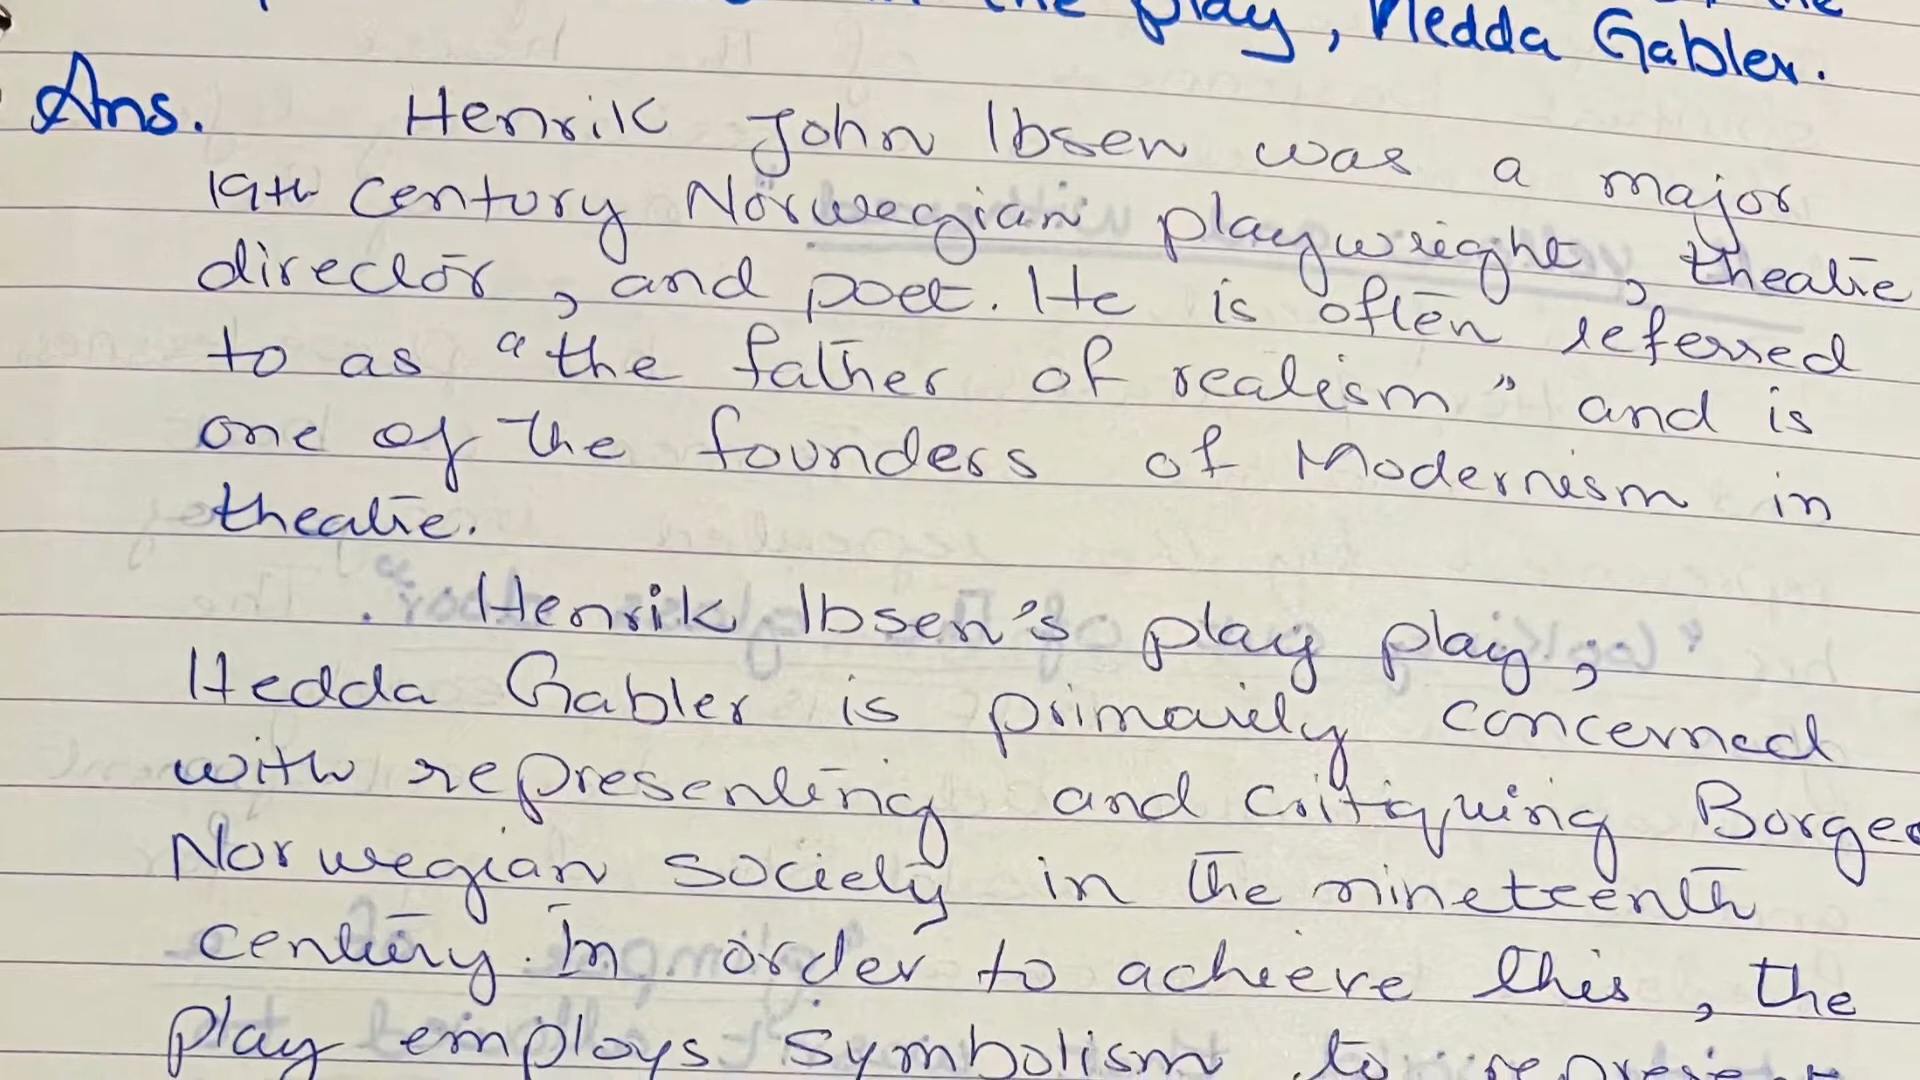 the play, Hedda Gabler.
Ans. Henrik John Ibsen was a major
19th century Norwegian playwright, theatre
director, and poet. He is often referred
to as "the father of realism" and is
one of the founders of Modernism in
theatre.
Henrik Ibsen's play play,
Hedda Gabler is primarily concerned
with representing and critiquing Borge
Norwegian society in the nineteenth
century. In order to achieve this, the
play employs symbolism to